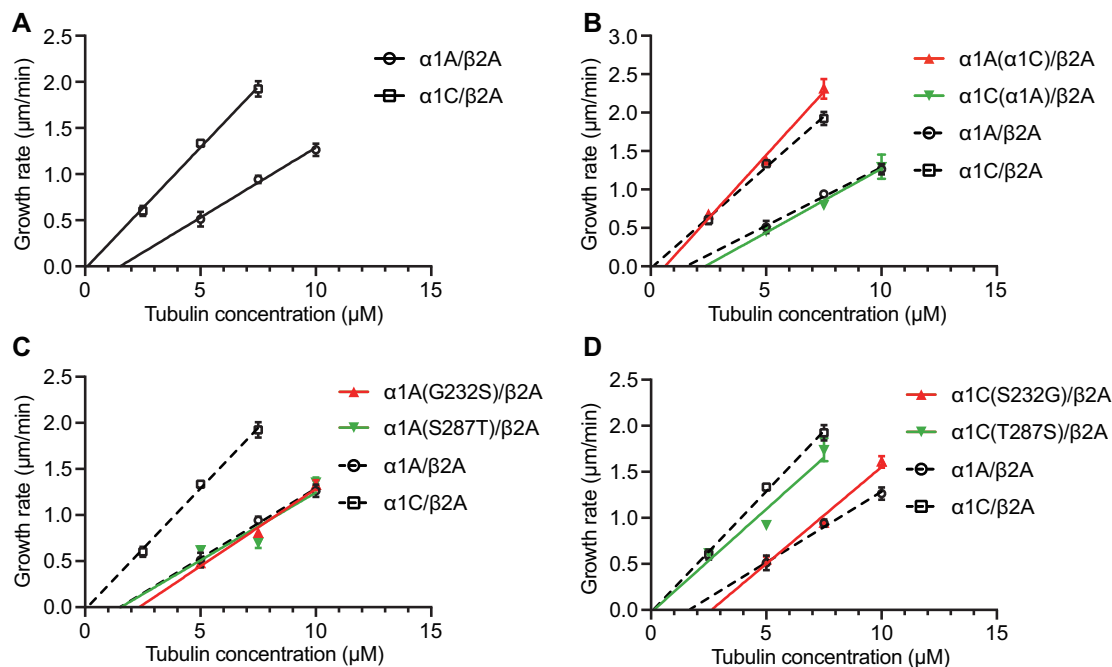 A
2.5
2.0
1.5
1.0
0.5
0.0
Growth rate (µm/min)
0
5
10
15
Tubulin concentration (µM)
α1A/β2A
α1C/β2A
B
3.0
2.5
2.0
1.5
1.0
0.5
0.0
Growth rate (µm/min)
0
5
10
15
Tubulin concentration (µM)
α1A(α1C)/β2A
α1C(α1A)/β2A
α1A/β2A
α1C/β2A
C
2.5
2.0
1.5
1.0
0.5
0.0
Growth rate (µm/min)
0
5
10
15
Tubulin concentration (µM)
α1A(G232S)/β2A
α1A(S287T)/β2A
α1A/β2A
α1C/β2A
D
2.5
2.0
1.5
1.0
0.5
0.0
Growth rate (µm/min)
0
5
10
15
Tubulin concentration (µM)
α1C(S232G)/β2A
α1C(T287S)/β2A
α1A/β2A
α1C/β2A